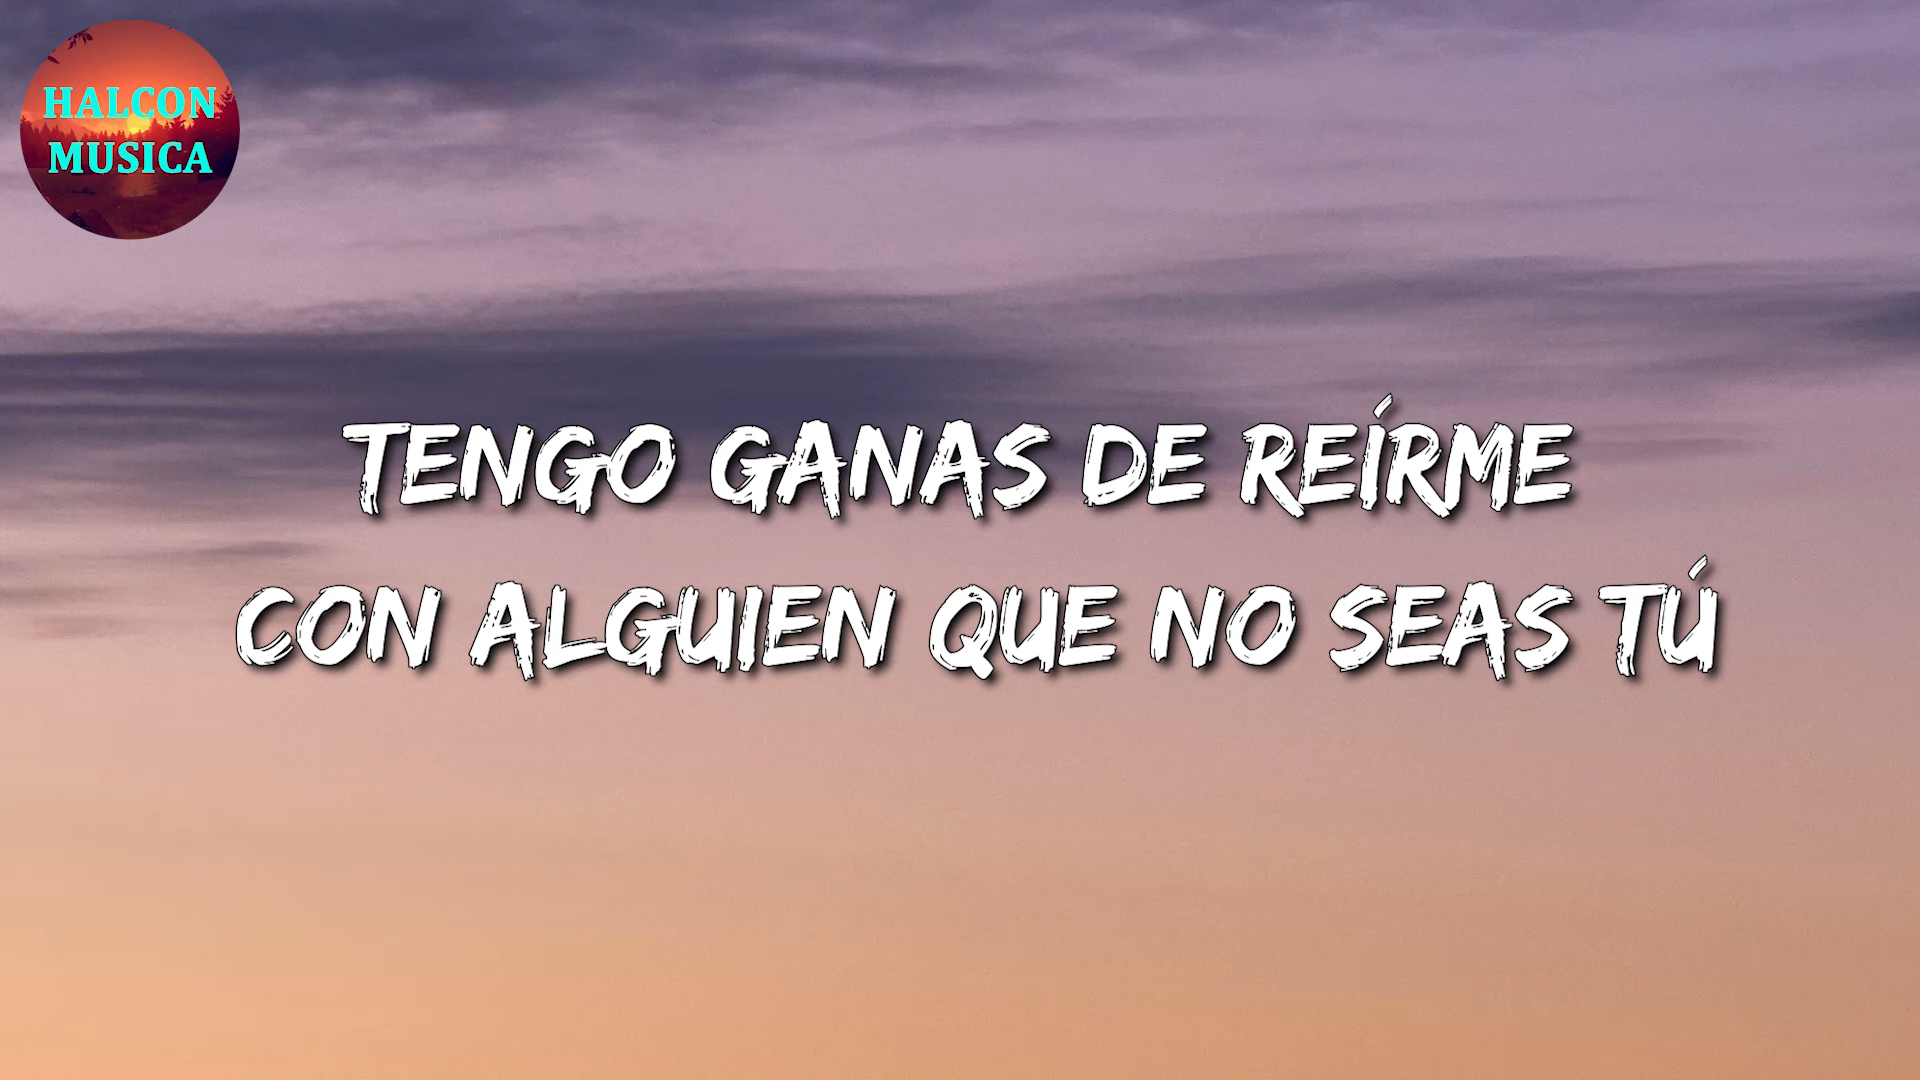 HALCON
MUSICA
TENGO GANAS DE REÍRME
CON ALGUIEN QUE NO SEAS TÚ